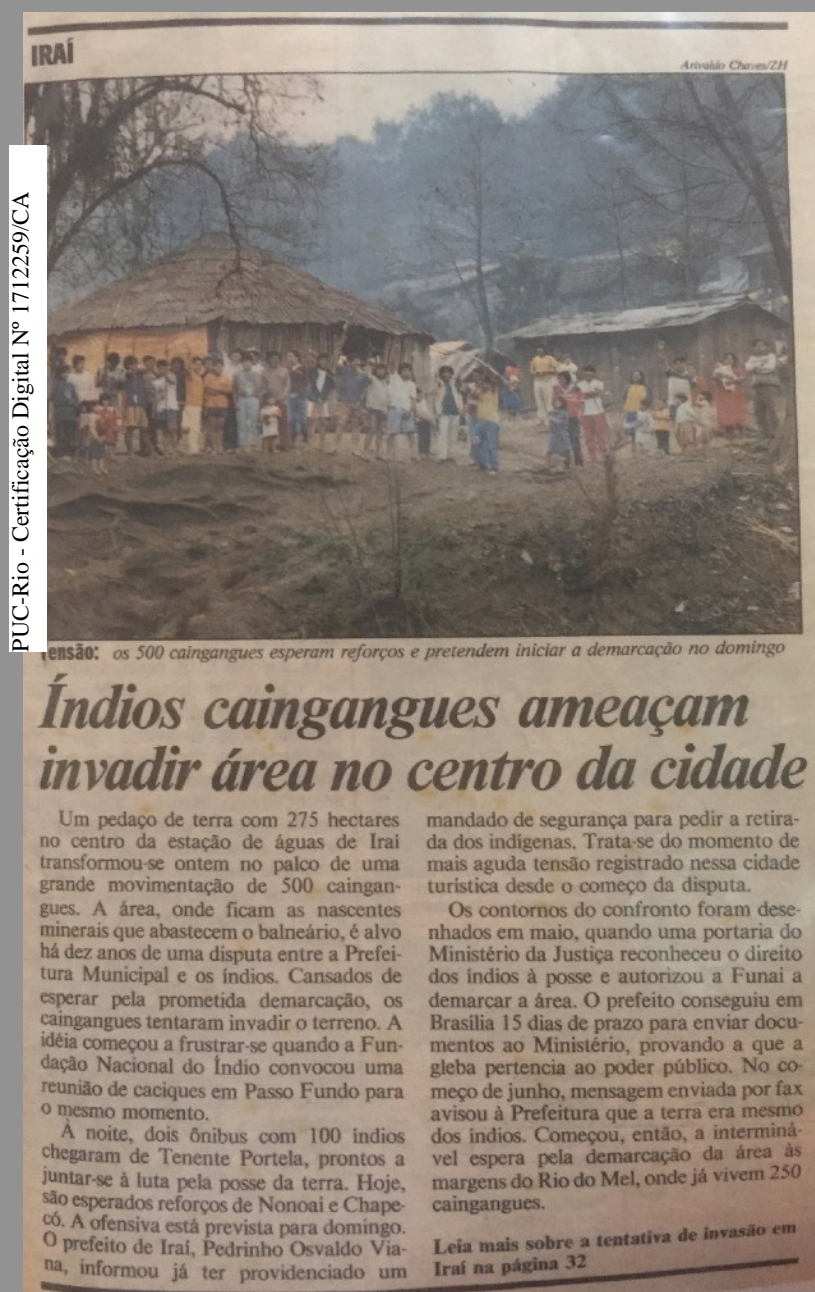 IRAÍ
Arivaldo Chaves/ZH
PUC-Rio - Certificação Digital Nº 1712259/CA
Tensão: os 500 caingangues esperam reforços e pretendem iniciar a demarcação no domingo
Índios caingangues ameaçam
invadir área no centro da cidade
Um pedaço de terra com 275 hectares
no centro da estação de águas de Iraí
transformou-se ontem no palco de uma
grande movimentação de 500 caingan-
gues. A área, onde ficam as nascentes
minerais que abastecem o balneário, é alvo
há dez anos de uma disputa entre a Prefei-
tura Municipal e os índios. Cansados de
esperar pela prometida demarcação, os
caingangues tentaram invadir o terreno. A
idéia começou a frustrar-se quando a Fun-
dação Nacional do Índio convocou uma
reunião de caciques em Passo Fundo para
o mesmo momento.
À noite, dois ônibus com 100 índios
chegaram de Tenente Portela, prontos a
juntar-se à luta pela posse da terra. Hoje,
são esperados reforços de Nonoai e Chape-
có. A ofensiva está prevista para domingo.
O prefeito de Iraí, Pedrinho Osvaldo Via-
na, informou já ter providenciado um
mandado de segurança para pedir a retira-
da dos indígenas. Trata-se do momento de
mais aguda tensão registrado nessa cidade
turística desde o começo da disputa.
Os contornos do confronto foram dese-
nhados em maio, quando uma portaria do
Ministério da Justiça reconheceu o direito
dos índios à posse e autorizou a Funai a
demarcar a área. O prefeito conseguiu em
Brasília 15 dias de prazo para enviar docu-
mentos ao Ministério, provando a que a
gleba pertencia ao poder público. No co-
meço de junho, mensagem enviada por fax
avisou à Prefeitura que a terra era mesmo
dos índios. Começou, então, a interminá-
vel espera pela demarcação da área às
margens do Rio do Mel, onde já vivem 250
caingangues.
Leia mais sobre a tentativa de invasão em
Iraí na página 32